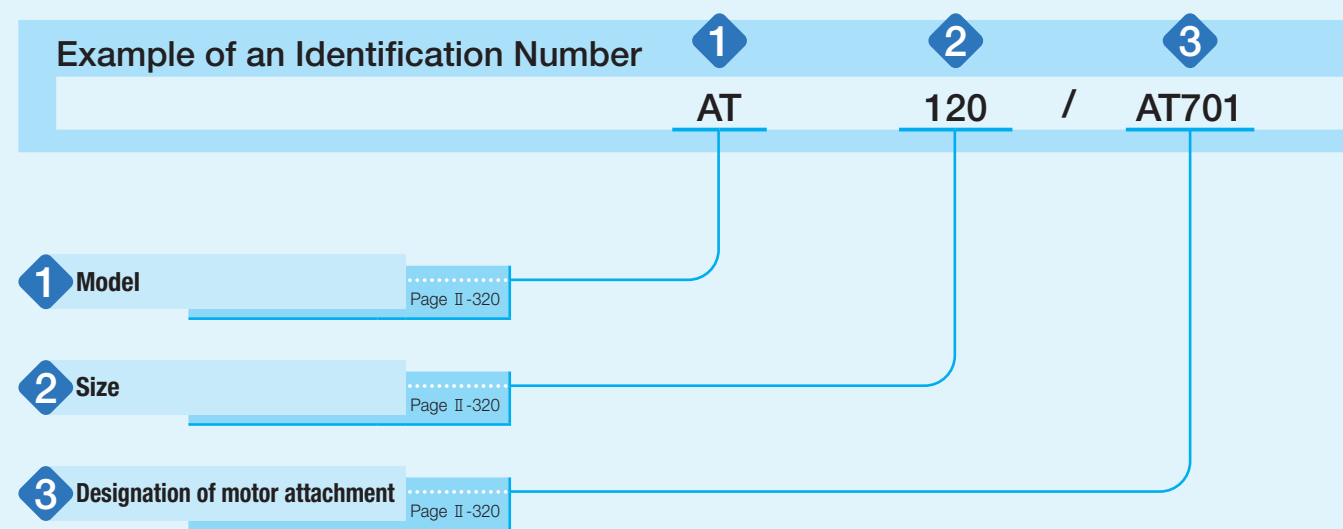 Example of an Identification Number
1 2 3
AT 120 / AT701
1 Model
Page Ⅱ-320
2 Size
Page Ⅱ-320
3 Designation of motor attachment
Page Ⅱ-320